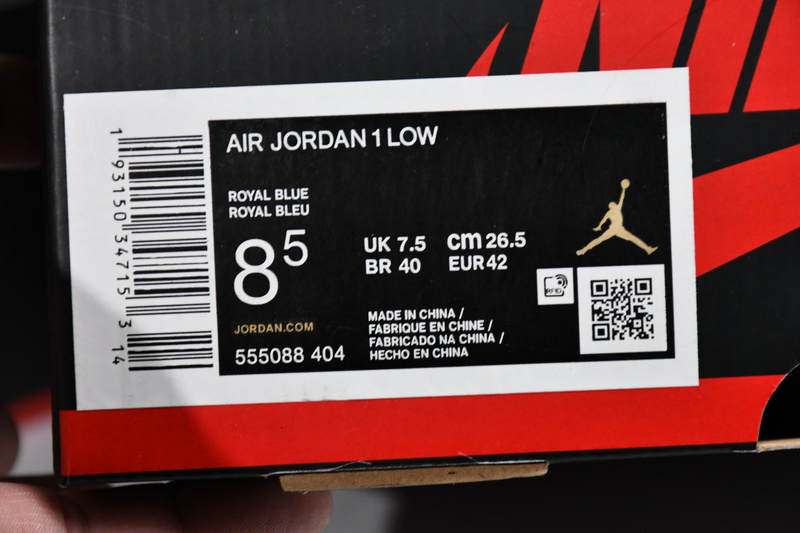 AIR JORDAN 1 LOW
ROYAL BLUE
ROYAL BLEU
8 5
UK 7.5 cm 26.5
BR 40 EUR 42
JORDAN.COM
555088 404
MADE IN CHINA /
FABRIQUE EN CHINE /
FABRICADO NA CHINA /
HECHO EN CHINA
RFID
1 93150 34715 3 14